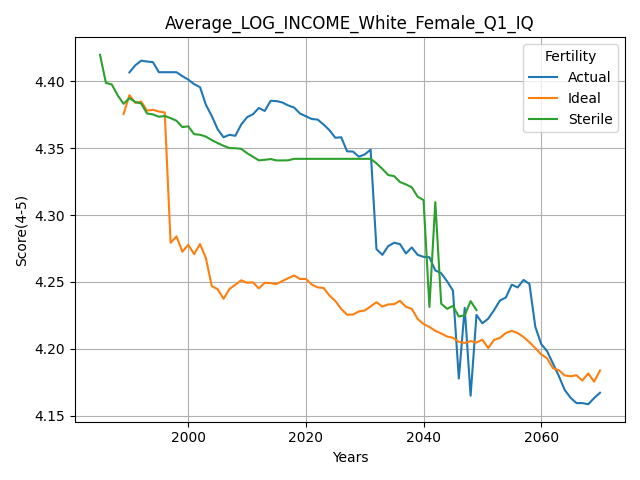 Average_LOG_INCOME_White_Female_Q1_IQ
Fertility
Actual
Ideal
Sterile
Score(4-5)
4.40
4.35
4.30
4.25
4.20
4.15
2000
2020
2040
2060
Years